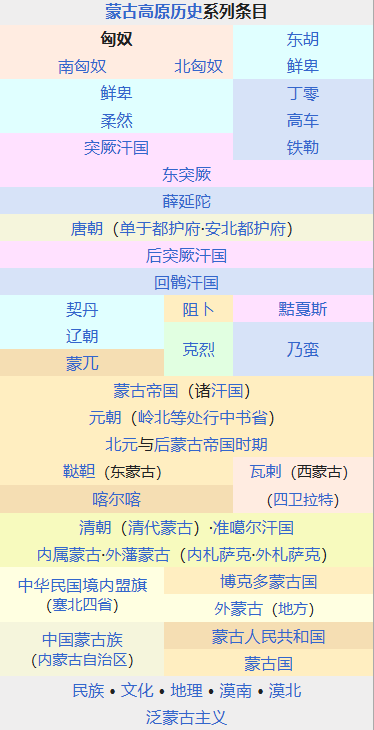 蒙古高原历史系列条目
匈奴 东胡
南匈奴 北匈奴 鲜卑
鲜卑 丁零
柔然 高车
突厥汗国 铁勒
东突厥
薛延陀
唐朝（单于都护府·安北都护府）
后突厥汗国
回鹘汗国
契丹 阻卜 黠戛斯
辽朝 克烈 乃蛮
蒙兀
蒙古帝国（诸汗国）
元朝（岭北等处行中书省）
北元与后蒙古帝国时期
鞑靼（东蒙古） 瓦剌（西蒙古）
喀尔喀 （四卫拉特）
清朝（清代蒙古）·准噶尔汗国
内属蒙古·外藩蒙古（内札萨克·外札萨克）
中华民国境内盟旗 博克多蒙古国
（塞北四省） 外蒙古（地方）
中国蒙古族 蒙古人民共和国
（内蒙古自治区） 蒙古国
民族 • 文化 • 地理 • 漠南 • 漠北
泛蒙古主义